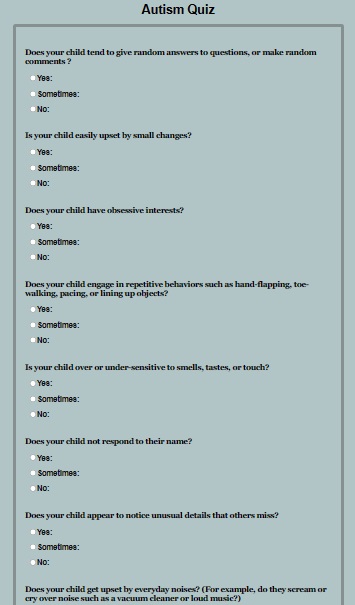 Autism Quiz
Does your child tend to give random answers to questions, or make random
comments ?
Yes:
Sometimes:
No:
Is your child easily upset by small changes?
Yes:
Sometimes:
No:
Does your child have obsessive interests?
Yes:
Sometimes:
No:
Does your child engage in repetitive behaviors such as hand-flapping, toe-
walking, pacing, or lining up objects?
Yes:
Sometimes:
No:
Is your child over or under-sensitive to smells, tastes, or touch?
Yes:
Sometimes:
No:
Does your child not respond to their name?
Yes:
Sometimes:
No:
Does your child appear to notice unusual details that others miss?
Yes:
Sometimes:
No:
Does your child get upset by everyday noises? (For example, do they scream or
cry over noise such as a vacuum cleaner or loud music?)